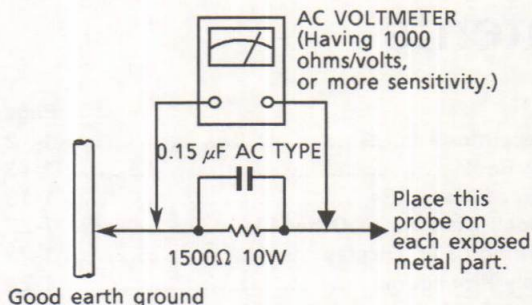 AC VOLTMETER
(Having 1000
ohms/volts,
or more sensitivity.)
0.15 μF AC TYPE
1500Ω 10W
Place this
probe on
each exposed
metal part.
Good earth ground